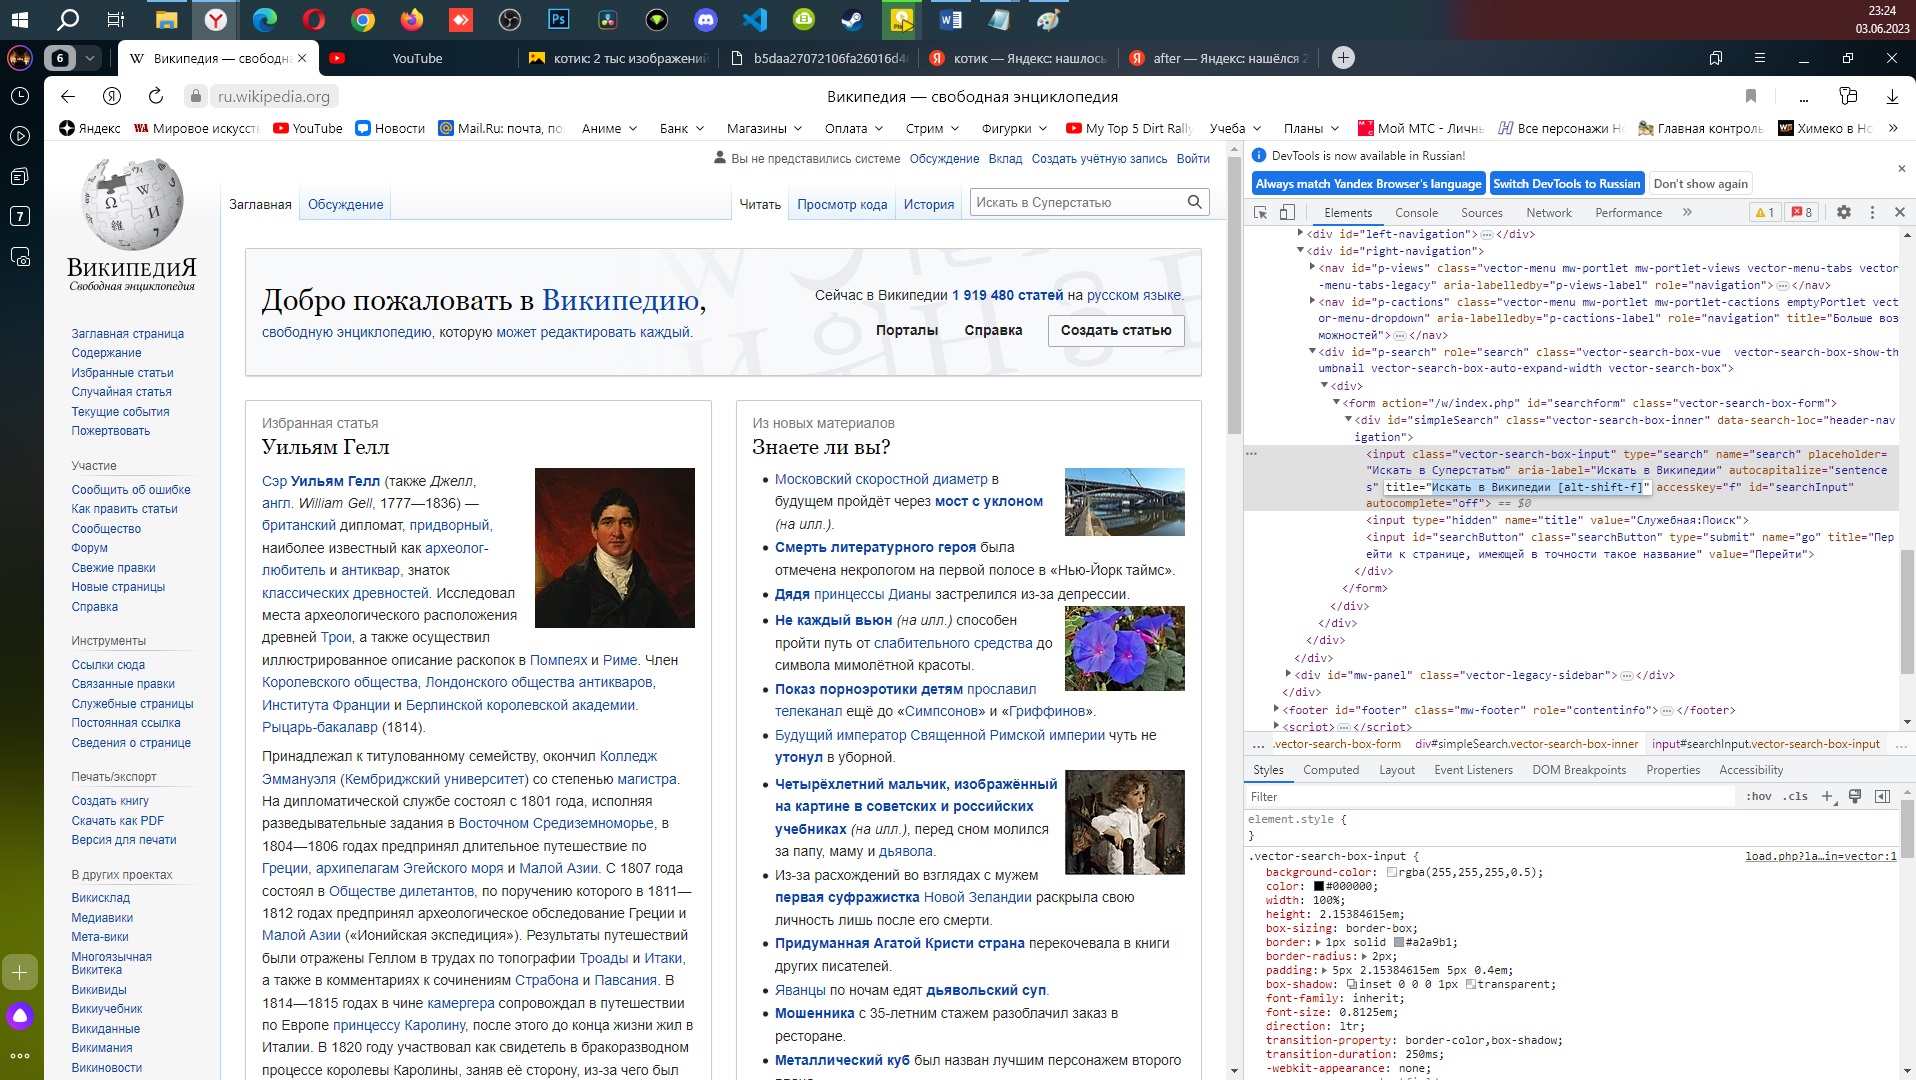 23:24
03.06.2023
6
Википедия — свободна
YouTube
котик: 2 тыс изображений
b5daa27072106fa26016d4
котик — Яндекс: нашлось
after — Яндекс: нашёлся 2
ru.wikipedia.org
Википедия — свободная энциклопедия
Яндекс
Мировое искусств
YouTube
Новости
Mail.Ru: почта, по
Аниме
Банк
Магазины
Оплата
Стрим
Фигурки
My Top 5 Dirt Rally
Учеба
Планы
Мой МТС - Личнь
Все персонажи Но
Главная контроль
Химеко в Но
7
ВикипедиЯ
Свободная энциклопедия
Вы не представились системе Обсуждение Вклад Создать учётную запись Войти
Заглавная Обсуждение
Читать Просмотр кода История
Искать в Суперстатью
Добро пожаловать в Википедию,
свободную энциклопедию, которую может редактировать каждый.
Сейчас в Википедии 1 919 480 статей на русском языке.
Порталы Справка Создать статью
Заглавная страница
Содержание
Избранные статьи
Случайная статья
Текущие события
Пожертвовать
Участие
Сообщить об ошибке
Как править статьи
Сообщество
Форум
Свежие правки
Новые страницы
Справка
Инструменты
Ссылки сюда
Связанные правки
Служебные страницы
Постоянная ссылка
Сведения о странице
Печать/экспорт
Создать книгу
Скачать как PDF
Версия для печати
В других проектах
Викисклад
Медиавики
Мета-вики
Многоязычная
Викитека
Викивиды
Викиучебник
Викиданные
Викимания
Викиновости
Избранная статья
Уильям Гелл
Сэр Уильям Гелл (также Джелл,
англ. William Gell, 1777—1836) —
британский дипломат, придворный,
наиболее известный как археолог-
любитель и антиквар, знаток
классических древностей. Исследовал
места археологического расположения
древней Трои, а также осуществил
иллюстрированное описание раскопок в Помпеях и Риме. Член
Королевского общества, Лондонского общества антикваров,
Института Франции и Берлинской королевской академии.
Рыцарь-бакалавр (1814).
Принадлежал к титулованному семейству, окончил Колледж
Эммануэля (Кембриджский университет) со степенью магистра.
На дипломатической службе состоял с 1801 года, исполняя
разведывательные задания в Восточном Средиземноморье, в
1804—1806 годах предпринял длительное путешествие по
Греции, архипелагам Эгейского моря и Малой Азии. С 1807 года
состоял в Обществе дилетантов, по поручению которого в 1811—
1812 годах предпринял археологическое обследование Греции и
Малой Азии («Ионийская экспедиция»). Результаты путешествий
были отражены Геллом в трудах по топографии Троады и Итаки,
а также в комментариях к сочинениям Страбона и Павсания. В
1814—1815 годах в чине камергера сопровождал в путешествии
по Европе принцессу Каролину, после этого до конца жизни жил в
Италии. В 1820 году участвовал как свидетель в бракоразводном
процессе королевы Каролины, заняв её сторону, из-за чего был
Из новых материалов
Знаете ли вы?
Московский скоростной диаметр в
будущем пройдёт через мост с уклоном
(на илл.).
Смерть литературного героя была
отмечена некрологом на первой полосе в «Нью-Йорк таймс».
Дядя принцессы Дианы застрелился из-за депрессии.
Не каждый вьюн (на илл.) способен
пройти путь от слабительного средства до
символа мимолётной красоты.
Показ порноэротики детям прославил
телеканал ещё до «Симпсонов» и «Гриффинов».
Будущий император Священной Римской империи чуть не
утонул в уборной.
Четырёхлетний мальчик, изображённый
на картине в советских и российских
учебниках (на илл.), перед сном молился
за папу, маму и дьявола.
Из-за расхождений во взглядах с мужем
первая суфражистка Новой Зеландии раскрыла свою
личность лишь после его смерти.
Придуманная Агатой Кристи страна перекочевала в книги
других писателей.
Яванцы по ночам едят дьявольский суп.
Мошенника с 35-летним стажем разоблачил заказ в
ресторане.
Металлический куб был назван лучшим персонажем второго
DevTools is now available in Russian!
Always match Yandex Browser's language Switch DevTools to Russian Don't show again
Elements Console Sources Network Performance » 1 8
<div id="left-navigation">…</div>
<div id="right-navigation">
<nav id="p-views" class="vector-menu mw-portlet mw-portlet-views vector-menu-tabs vector
-menu-tabs-legacy" aria-labelledby="p-views-label" role="navigation">…</nav>
<nav id="p-cactions" class="vector-menu mw-portlet mw-portlet-cactions emptyPortlet vect
or-menu-dropdown" aria-labelledby="p-cactions-label" role="navigation" title="Больше воз
можностей">…</nav>
<div id="p-search" role="search" class="vector-search-box-vue  vector-search-box-show-th
umbnail vector-search-box-auto-expand-width vector-search-box">
<div>
<form action="/w/index.php" id="searchform" class="vector-search-box-form">
<div id="simpleSearch" class="vector-search-box-inner" data-search-loc="header-nav
igation">
<input class="vector-search-box-input" type="search" name="search" placeholder=
"Искать в Суперстатью" aria-label="Искать в Википедии" autocapitalize="sentence
s" title="Искать в Википедии [alt-shift-f]" accesskey="f" id="searchInput"
autocomplete="off"> == $0
<input type="hidden" name="title" value="Служебная:Поиск">
<input id="searchButton" class="searchButton" type="submit" name="go" title="Пер
ейти к странице, имеющей в точности такое название" value="Перейти">
</div>
</form>
</div>
</div>
</div>
</div>
<div id="mw-panel" class="vector-legacy-sidebar">…</div>
</div>
<footer id="footer" class="mw-footer" role="contentinfo">…</footer>
<script>…</script>
… .vector-search-box-form div#simpleSearch.vector-search-box-inner input#searchInput.vector-search-box-input …
Styles Computed Layout Event Listeners DOM Breakpoints Properties Accessibility
Filter :hov .cls
element.style {
}
.vector-search-box-input { load.php?la…in=vector:1
background-color: rgba(255,255,255,0.5);
color: #000000;
width: 100%;
height: 2.15384615em;
box-sizing: border-box;
border: 1px solid #a2a9b1;
border-radius: 2px;
padding: 5px 2.15384615em 5px 0.4em;
box-shadow: inset 0 0 0 1px transparent;
font-family: inherit;
font-size: 0.8125em;
direction: ltr;
transition-property: border-color,box-shadow;
transition-duration: 250ms;
-webkit-appearance: none;